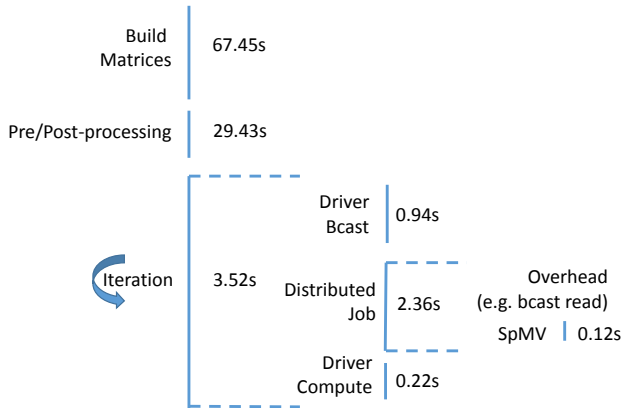 Build
Matrices
67.45s
Pre/Post-processing
29.43s
Iteration
3.52s
Driver
Bcast
0.94s
Distributed
Job
2.36s
Overhead
(e.g. bcast read)
SpMV
0.12s
Driver
Compute
0.22s